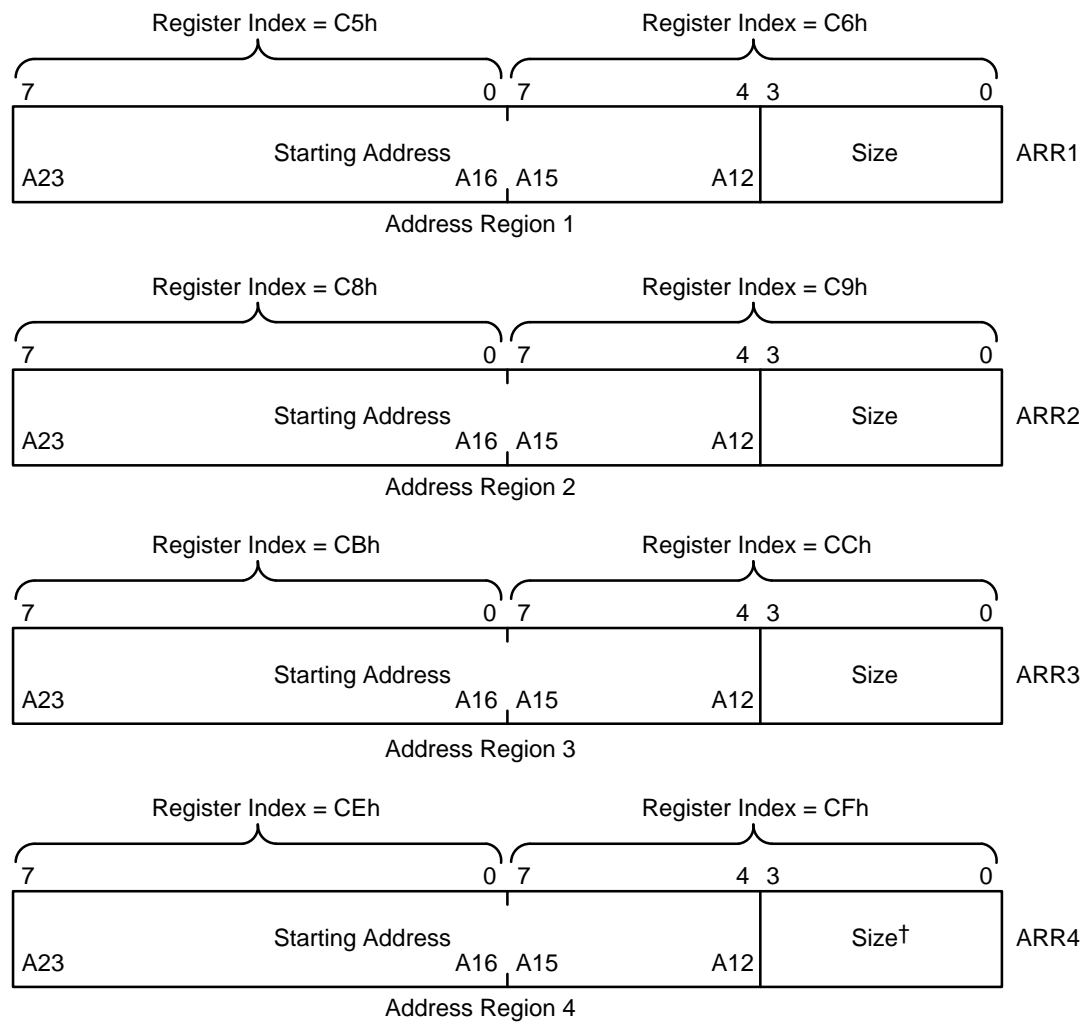 Register Index = C5h Register Index = C6h
7 0 7 4 3 0
Starting Address Size ARR1
A23 A16 A15 A12
Address Region 1
Register Index = C8h Register Index = C9h
7 0 7 4 3 0
Starting Address Size ARR2
A23 A16 A15 A12
Address Region 2
Register Index = CBh Register Index = CCh
7 0 7 4 3 0
Starting Address Size ARR3
A23 A16 A15 A12
Address Region 3
Register Index = CEh Register Index = CFh
7 0 7 4 3 0
Starting Address Size† ARR4
A23 A16 A15 A12
Address Region 4